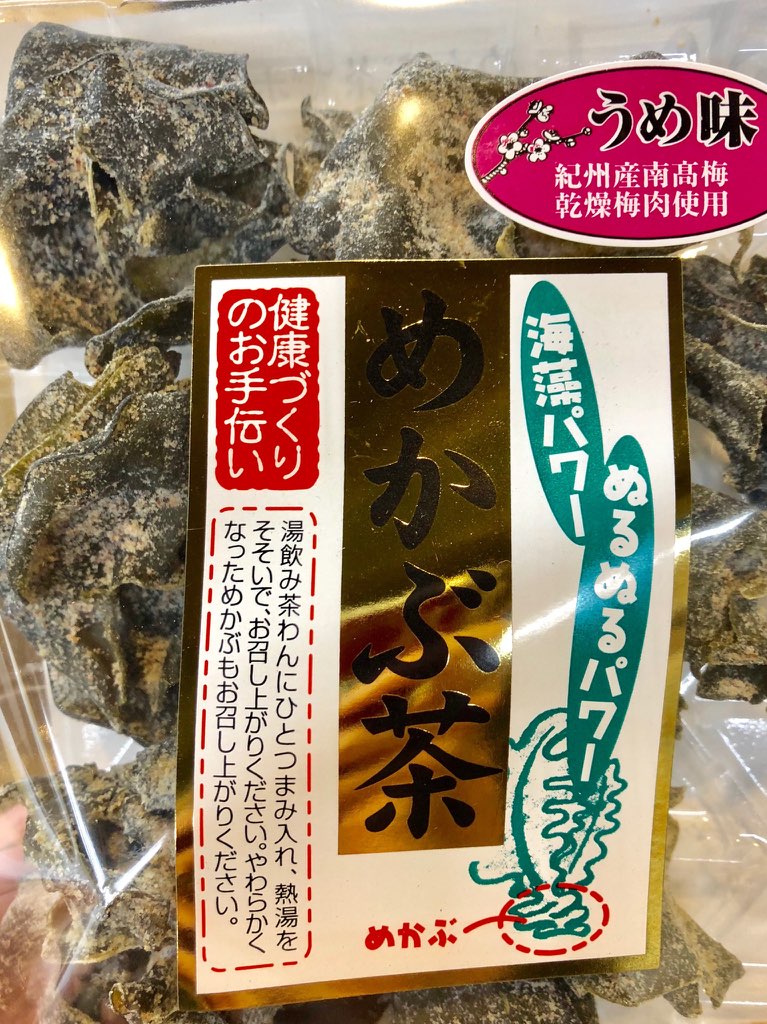 うめ味
紀州産南髙梅
乾燥梅肉使用
海藻パワー
ぬるぬるパワー
めかぶ茶
健康づくり
のお手伝い
湯飲み茶わんにひとつまみ入れ、熱湯を
そそいで、お召し上がりください。やわらかく
なっためかぶもお召し上がりください。
めかぶ